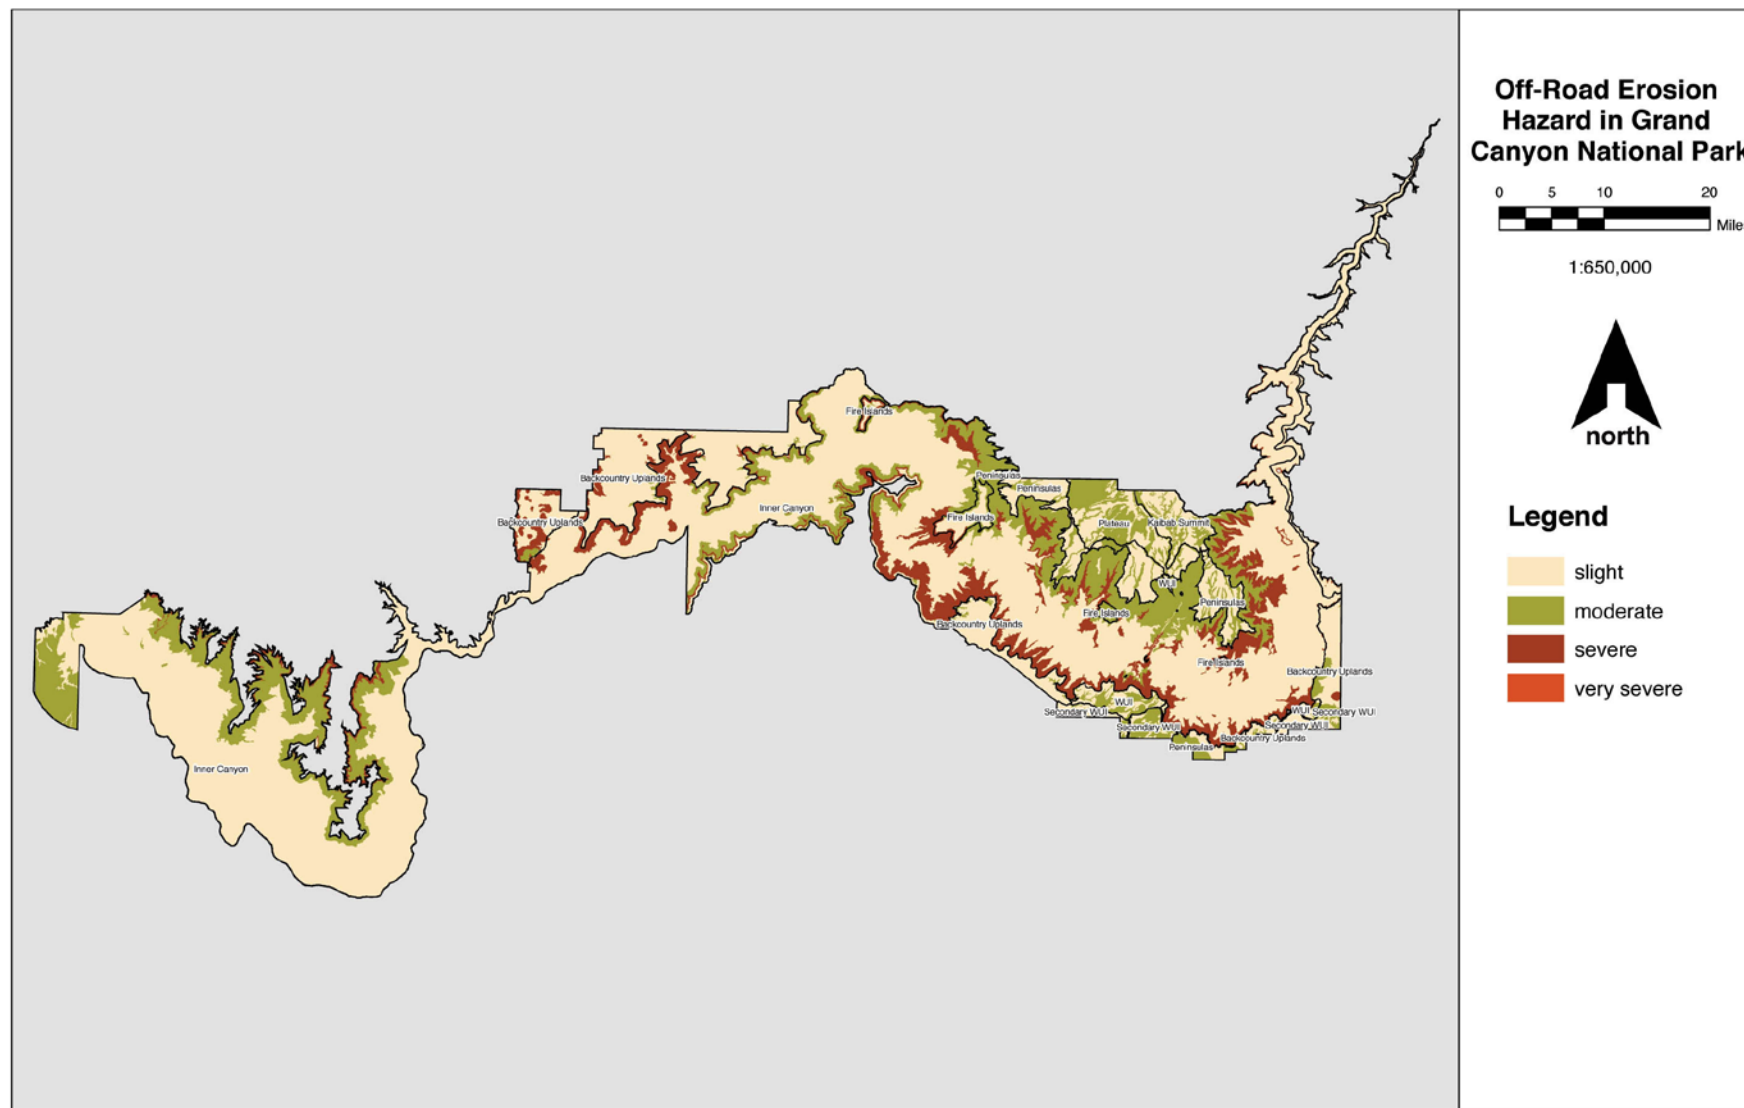 Off-Road Erosion
Hazard in Grand
Canyon National Park
0 5 10 20
Miles
1:650,000
north
Legend
slight
moderate
severe
very severe
Fire Islands
Backcountry Uplands
Peninsulas
Peninsulas
Inner Canyon
Backcountry Uplands
Fire Islands
Plateau
Kaibab Summit
WUI
Peninsulas
Fire Islands
Backcountry Uplands
Fire Islands
Backcountry Uplands
WUI
Secondary WUI
WUI
Secondary WUI
Secondary WUI
Secondary WUI
Backcountry Uplands
Peninsulas
Inner Canyon